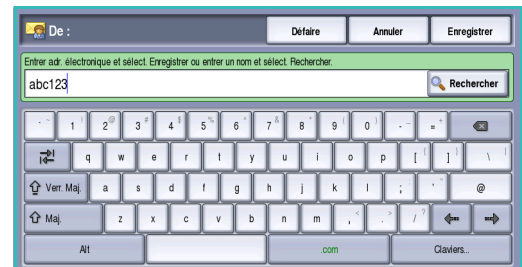 De : Défaire Annuler Enregistrer
Entrer adr. électronique et sélect. Enregistrer ou entrer un nom et sélect. Rechercher.
abc123 Rechercher
` ~ 1 ! 2 @ 3 # 4 $ 5 % 6 ^ 7 & 8 * 9 ( 0 ) - _ = +
q w e r t y u i o p [ { ] } \ |
Verr. Maj. a s d f g h j k l ; : ' " @
Maj. z x c v b n m , < . > / ?
Alt .com Claviers...